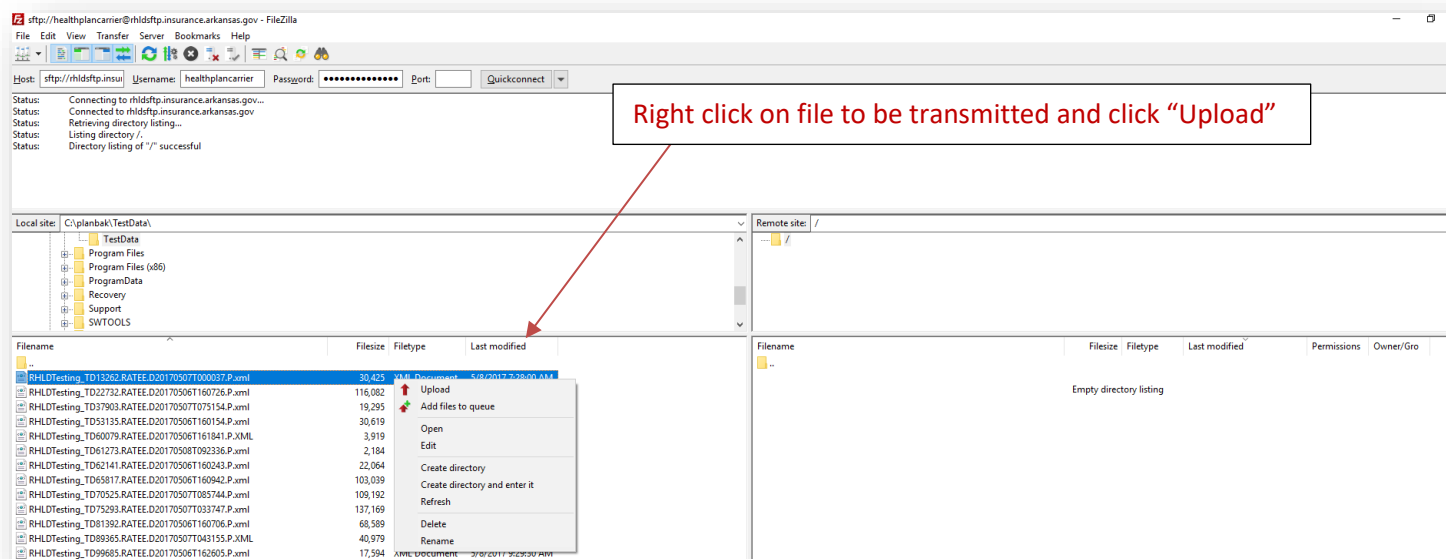 sftp://healthplancarrier@rhldsftp.insurance.arkansas.gov - FileZilla
File Edit View Transfer Server Bookmarks Help
Host: sftp://rhldsftp.insu Username: healthplancarrier Password: ●●●●●●●●●●●●●● Port: Quickconnect
Status: Connecting to rhldsftp.insurance.arkansas.gov...
Status: Connected to rhldsftp.insurance.arkansas.gov
Status: Retrieving directory listing...
Status: Listing directory /.
Status: Directory listing of "/" successful
Right click on file to be transmitted and click “Upload”
Local site: C:\planbak\TestData\
TestData
Program Files
Program Files (x86)
ProgramData
Recovery
Support
SWTOOLS
Remote site: /
/
Filename Filesize Filetype Last modified
..
RHLDTesting_TD13262.RATEE.D20170507T000037.P.xml 30,425 XML Document 5/8/2017 7:28:00 AM
RHLDTesting_TD22732.RATEE.D20170506T160726.P.xml 116,082
RHLDTesting_TD37903.RATEE.D20170507T075154.P.xml 19,295
RHLDTesting_TD53135.RATEE.D20170506T160154.P.xml 30,619
RHLDTesting_TD60079.RATEE.D20170506T161841.P.XML 3,919
RHLDTesting_TD61273.RATEE.D20170508T092336.P.xml 2,184
RHLDTesting_TD62141.RATEE.D20170506T160243.P.xml 22,064
RHLDTesting_TD65817.RATEE.D20170506T160942.P.xml 103,039
RHLDTesting_TD70525.RATEE.D20170507T085744.P.xml 109,192
RHLDTesting_TD75293.RATEE.D20170507T033747.P.xml 137,169
RHLDTesting_TD81392.RATEE.D20170506T160706.P.xml 68,589
RHLDTesting_TD89365.RATEE.D20170507T043155.P.XML 40,979
RHLDTesting_TD99685.RATEE.D20170506T162605.P.xml 17,594 XML Document 5/8/2017 9:29:30 AM
Upload
Add files to queue
Open
Edit
Create directory
Create directory and enter it
Refresh
Delete
Rename
Filename Filesize Filetype Last modified Permissions Owner/Gro
..
Empty directory listing